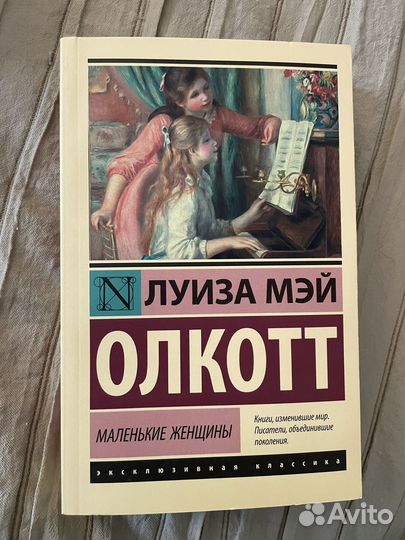 N ЛУИЗА МЭЙ
ОЛКОТТ
МАЛЕНЬКИЕ ЖЕНЩИНЫ
Книги, изменившие мир.
Писатели, объединившие
поколения.
эксклюзивная классика
Avito